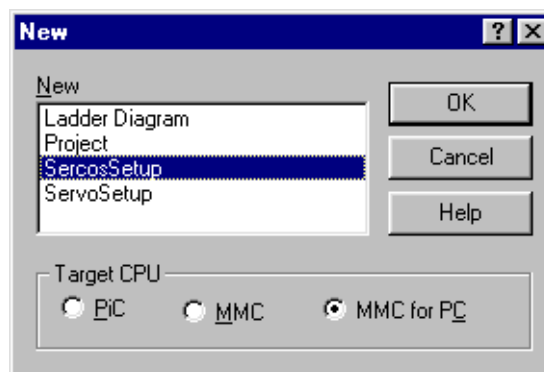 New
New
Ladder Diagram
Project
SercosSetup
ServoSetup
OK
Cancel
Help
Target CPU
PiC MMC MMC for PC